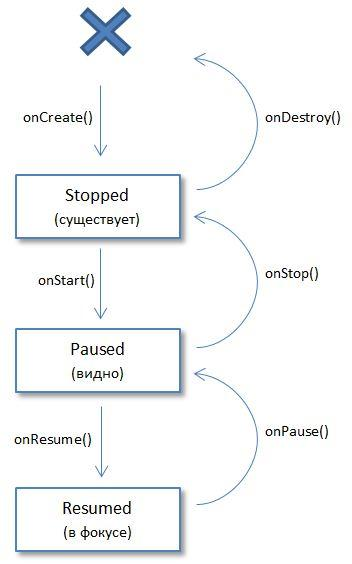 onCreate()
onDestroy()
Stopped
(существует)
onStart()
onStop()
Paused
(видно)
onResume()
onPause()
Resumed
(в фокусе)